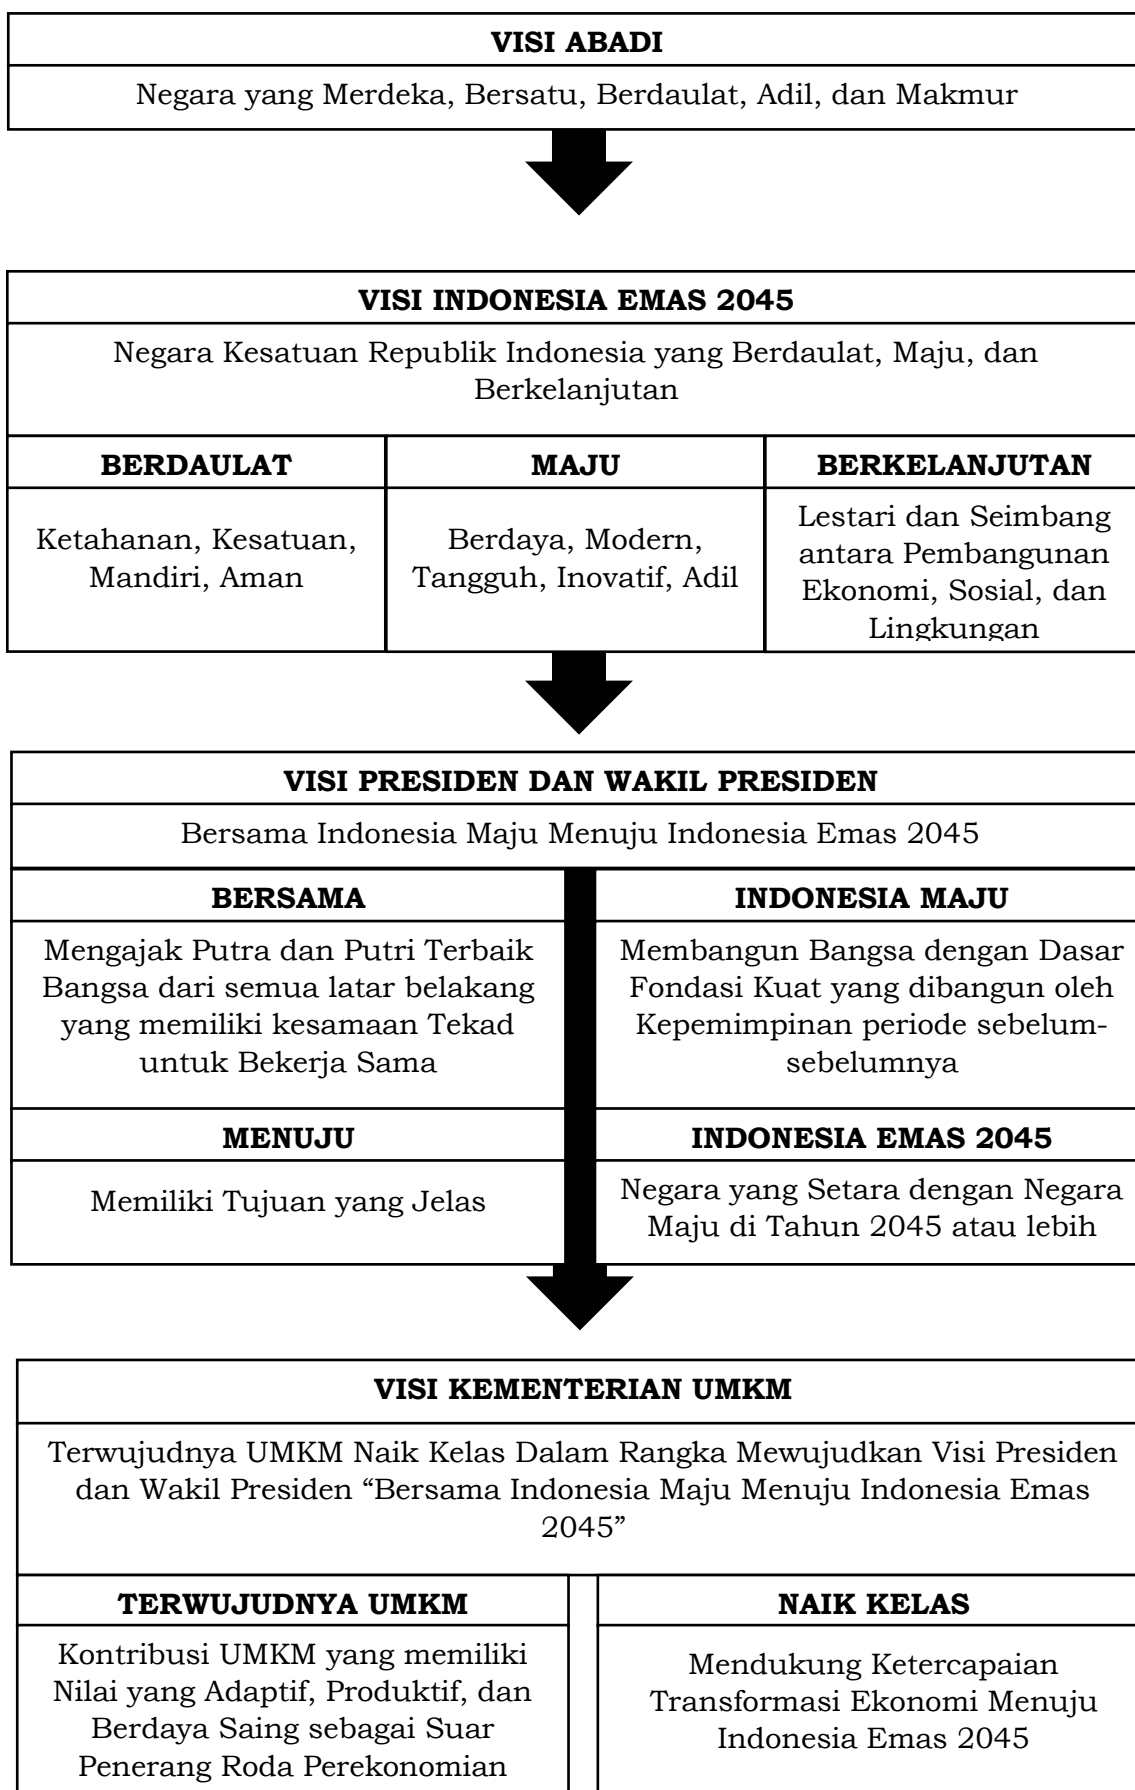 VISI ABADI
Negara yang Merdeka, Bersatu, Berdaulat, Adil, dan Makmur
VISI INDONESIA EMAS 2045
Negara Kesatuan Republik Indonesia yang Berdaulat, Maju, dan
Berkelanjutan
BERDAULAT
Ketahanan, Kesatuan,
Mandiri, Aman
MAJU
Berdaya, Modern,
Tangguh, Inovatif, Adil
BERKELANJUTAN
Lestari dan Seimbang
antara Pembangunan
Ekonomi, Sosial, dan
Lingkungan
VISI PRESIDEN DAN WAKIL PRESIDEN
Bersama Indonesia Maju Menuju Indonesia Emas 2045
BERSAMA
Mengajak Putra dan Putri Terbaik
Bangsa dari semua latar belakang
yang memiliki kesamaan Tekad
untuk Bekerja Sama
INDONESIA MAJU
Membangun Bangsa dengan Dasar
Fondasi Kuat yang dibangun oleh
Kepemimpinan periode sebelum-
sebelumnya
MENUJU
Memiliki Tujuan yang Jelas
INDONESIA EMAS 2045
Negara yang Setara dengan Negara
Maju di Tahun 2045 atau lebih
VISI KEMENTERIAN UMKM
Terwujudnya UMKM Naik Kelas Dalam Rangka Mewujudkan Visi Presiden
dan Wakil Presiden “Bersama Indonesia Maju Menuju Indonesia Emas
2045”
TERWUJUDNYA UMKM
Kontribusi UMKM yang memiliki
Nilai yang Adaptif, Produktif, dan
Berdaya Saing sebagai Suar
Penerang Roda Perekonomian
NAIK KELAS
Mendukung Ketercapaian
Transformasi Ekonomi Menuju
Indonesia Emas 2045